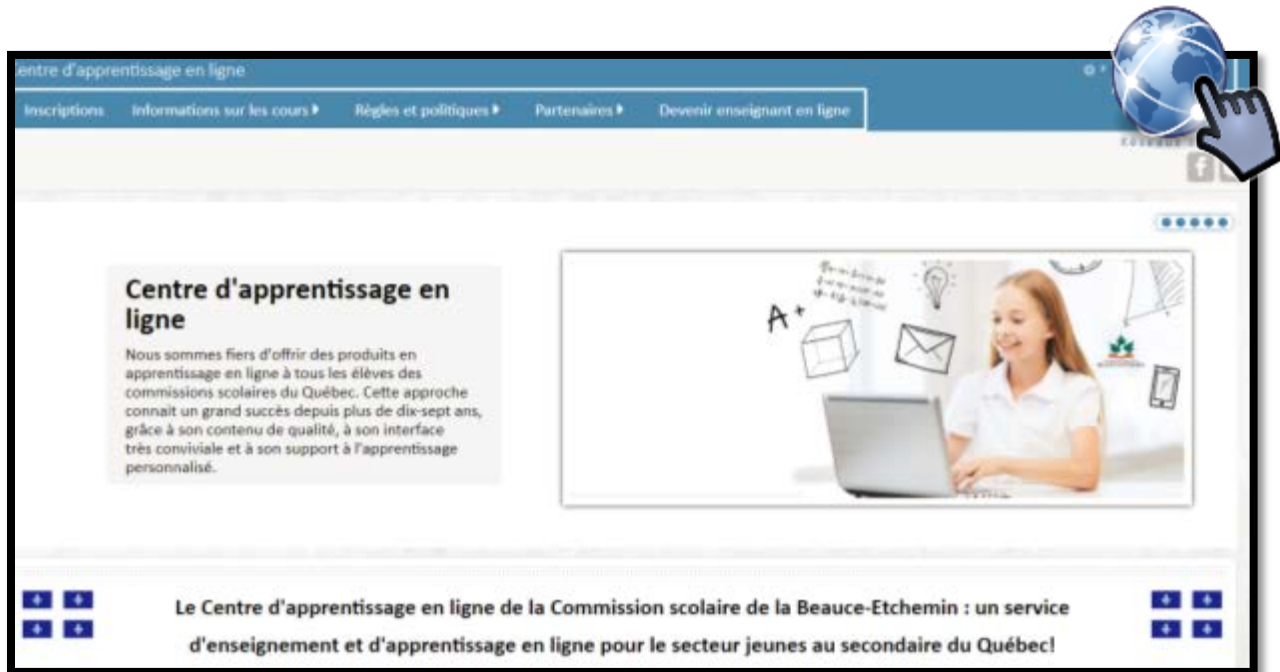 Centre d'apprentissage en ligne
Inscriptions Informations sur les cours Règles et politiques Partenaires Devenir enseignant en ligne
Centre d'apprentissage en
ligne
Nous sommes fiers d'offrir des produits en
apprentissage en ligne à tous les élèves des
commissions scolaires du Québec. Cette approche
connait un grand succès depuis plus de dix-sept ans,
grâce à son contenu de qualité, à son interface
très conviviale et à son support à l'apprentissage
personnalisé.
A+
Le Centre d'apprentissage en ligne de la Commission scolaire de la Beauce-Etchemin : un service
d'enseignement et d'apprentissage en ligne pour le secteur jeunes au secondaire du Québec!